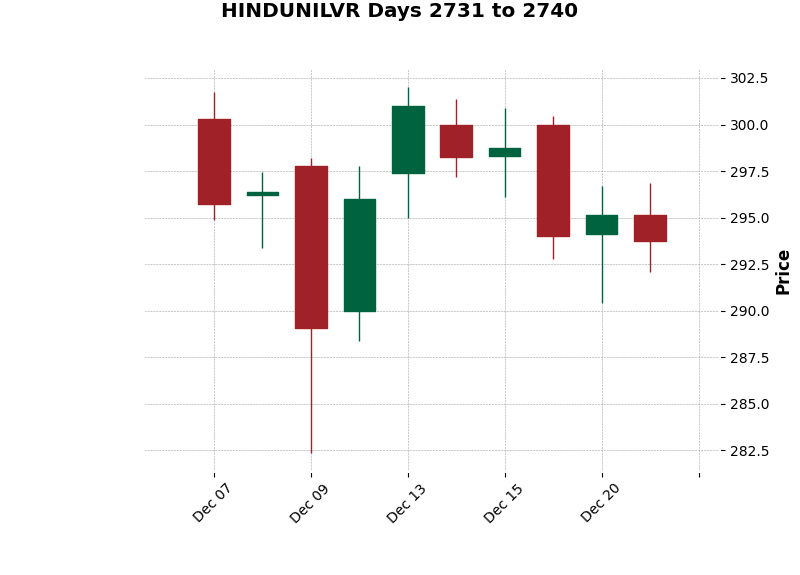 HINDUNILVR Days 2731 to 2740
302.5
300.0
297.5
295.0
292.5
290.0
287.5
285.0
282.5
Price
Dec 07
Dec 09
Dec 13
Dec 15
Dec 20